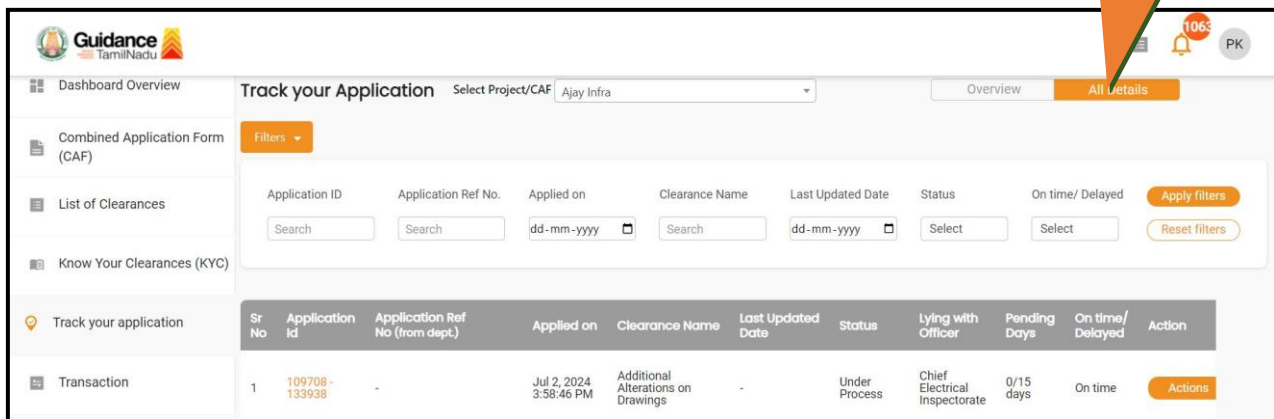 Guidance
TamilNadu
1063
PK
Dashboard Overview
Track your Application
Select Project/CAF
Ajay Infra
Overview
All Details
Combined Application Form
(CAF)
Filters
List of Clearances
Application ID
Application Ref No.
Applied on
Clearance Name
Last Updated Date
Status
On time/ Delayed
Apply filters
Search
Search
dd-mm-yyyy
Search
dd-mm-yyyy
Select
Select
Reset filters
Know Your Clearances (KYC)
Track your application
Sr
No
Application
Id
Application Ref
No (from dept.)
Applied on
Clearance Name
Last Updated
Date
Status
Lying with
Officer
Pending
Days
On time/
Delayed
Action
Transaction
1
109708 -
133938
-
Jul 2, 2024
3:58:46 PM
Additional
Alterations on
Drawings
-
Under
Process
Chief
Electrical
Inspectorate
0/15
days
On time
Actions